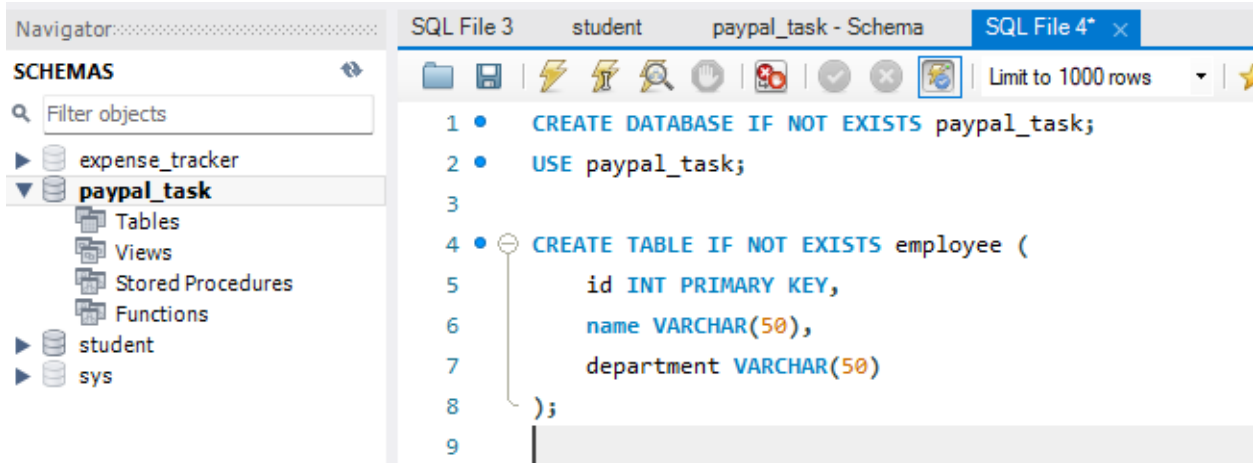 Navigator
SCHEMAS
Filter objects
expense_tracker
paypal_task
Tables
Views
Stored Procedures
Functions
student
sys
SQL File 3 student paypal_task - Schema SQL File 4* ×
Limit to 1000 rows
1 CREATE DATABASE IF NOT EXISTS paypal_task;
2 USE paypal_task;
3
4 CREATE TABLE IF NOT EXISTS employee (
5 id INT PRIMARY KEY,
6 name VARCHAR(50),
7 department VARCHAR(50)
8 );
9